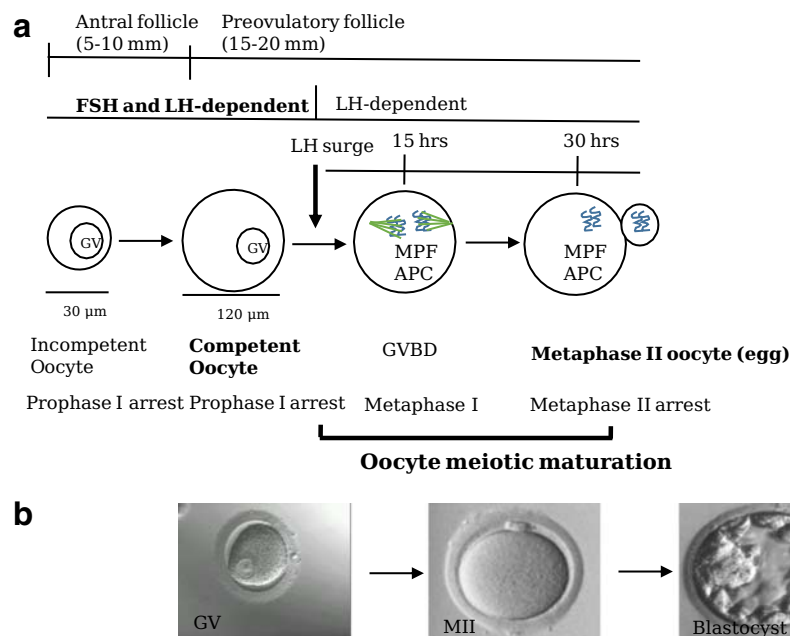 a
Antral follicle
(5-10 mm)
Preovulatory follicle
(15-20 mm)
FSH and LH-dependent
LH-dependent
LH surge
15 hrs
30 hrs
GV
GV
MPF
APC
MPF
APC
30 μm
120 μm
Incompetent
Oocyte
Competent
Oocyte
GVBD
Metaphase II oocyte (egg)
Prophase I arrest
Prophase I arrest
Metaphase I
Metaphase II arrest
Oocyte meiotic maturation
b
GV
MII
Blastocyst